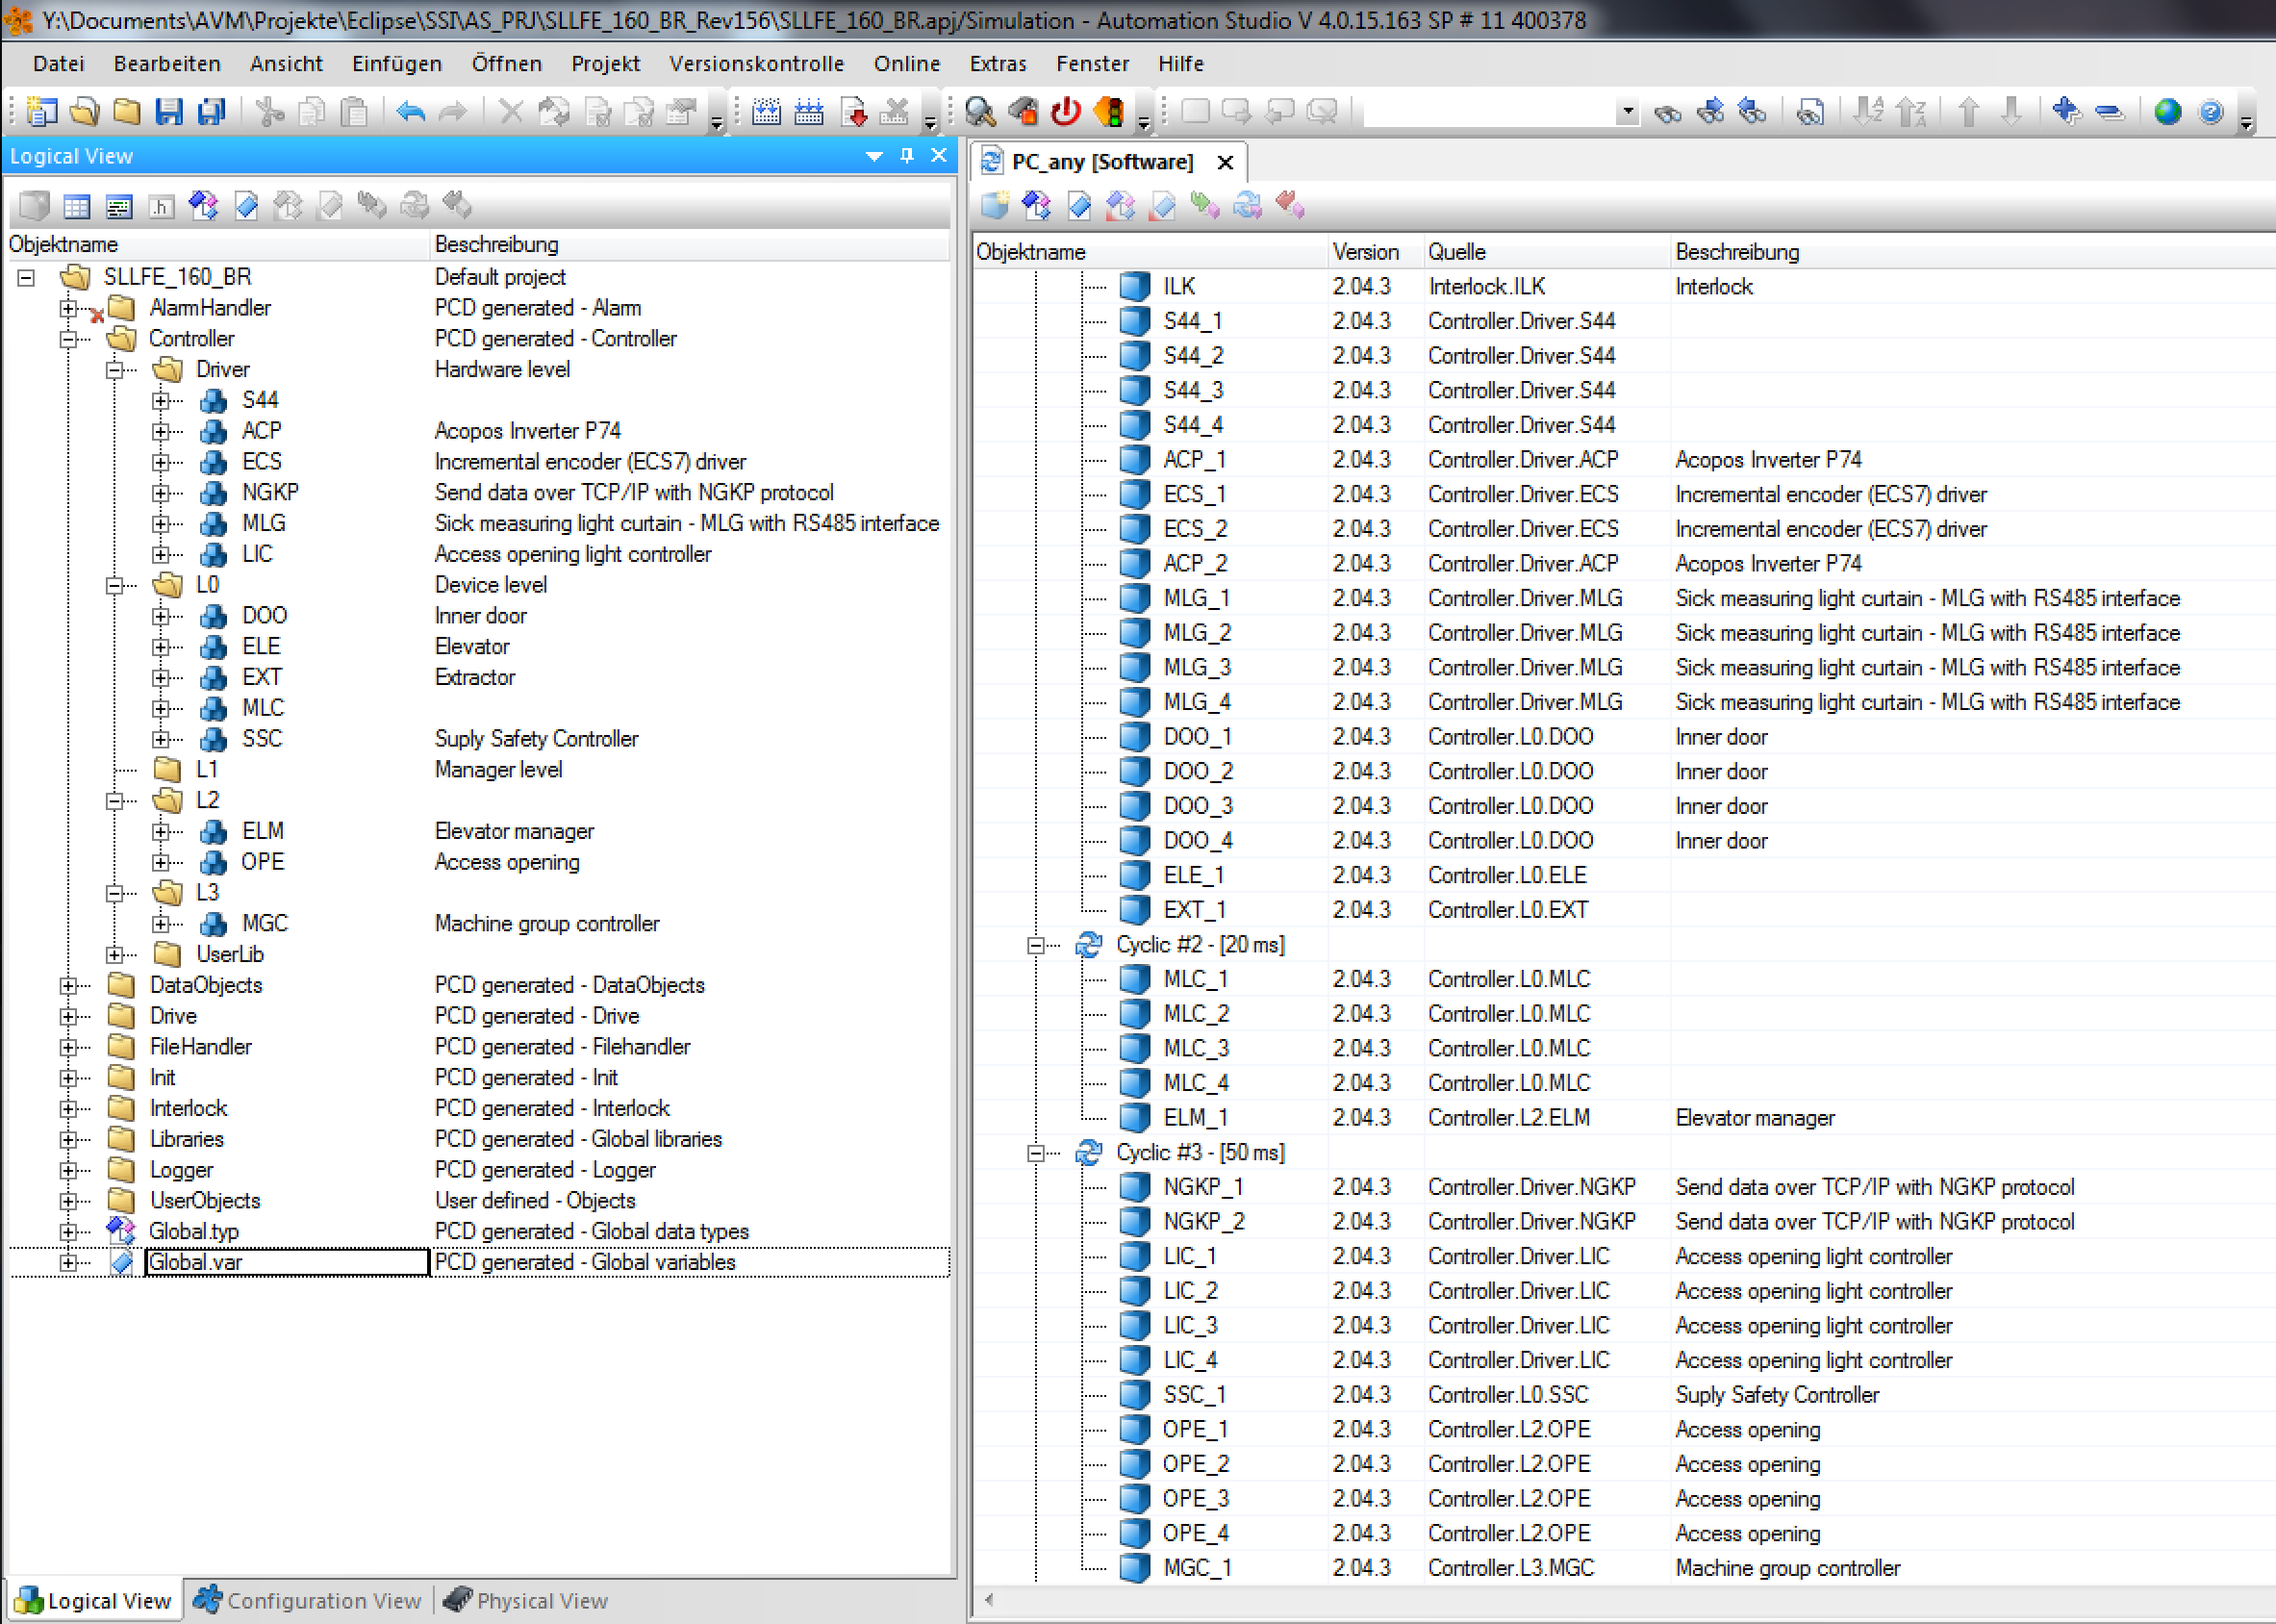 Y:\Documents\AVM\Projekte\Eclipse\SSI\AS_PRJ\SLLFE_160_BR_Rev156\SLLFE_160_BR.apj/Simulation - Automation Studio V 4.0.15.163 SP # 11 400378
Datei Bearbeiten Ansicht Einfügen Öffnen Projekt Versionskontrolle Online Extras Fenster Hilfe
Logical View
Objektname Beschreibung
SLLFE_160_BR Default project
AlarmHandler PCD generated - Alarm
Controller PCD generated - Controller
Driver Hardware level
S44
ACP Acopos Inverter P74
ECS Incremental encoder (ECS7) driver
NGKP Send data over TCP/IP with NGKP protocol
MLG Sick measuring light curtain - MLG with RS485 interface
LIC Access opening light controller
L0 Device level
DOO Inner door
ELE Elevator
EXT Extractor
MLC
SSC Suply Safety Controller
L1 Manager level
L2
ELM Elevator manager
OPE Access opening
L3
MGC Machine group controller
UserLib
DataObjects PCD generated - DataObjects
Drive PCD generated - Drive
FileHandler PCD generated - Filehandler
Init PCD generated - Init
Interlock PCD generated - Interlock
Libraries PCD generated - Global libraries
Logger PCD generated - Logger
UserObjects User defined - Objects
Global.typ PCD generated - Global data types
Global.var PCD generated - Global variables
Logical View Configuration View Physical View
PC_any [Software]
Objektname Version Quelle Beschreibung
ILK 2.04.3 Interlock.ILK Interlock
S44_1 2.04.3 Controller.Driver.S44
S44_2 2.04.3 Controller.Driver.S44
S44_3 2.04.3 Controller.Driver.S44
S44_4 2.04.3 Controller.Driver.S44
ACP_1 2.04.3 Controller.Driver.ACP Acopos Inverter P74
ECS_1 2.04.3 Controller.Driver.ECS Incremental encoder (ECS7) driver
ECS_2 2.04.3 Controller.Driver.ECS Incremental encoder (ECS7) driver
ACP_2 2.04.3 Controller.Driver.ACP Acopos Inverter P74
MLG_1 2.04.3 Controller.Driver.MLG Sick measuring light curtain - MLG with RS485 interface
MLG_2 2.04.3 Controller.Driver.MLG Sick measuring light curtain - MLG with RS485 interface
MLG_3 2.04.3 Controller.Driver.MLG Sick measuring light curtain - MLG with RS485 interface
MLG_4 2.04.3 Controller.Driver.MLG Sick measuring light curtain - MLG with RS485 interface
DOO_1 2.04.3 Controller.L0.DOO Inner door
DOO_2 2.04.3 Controller.L0.DOO Inner door
DOO_3 2.04.3 Controller.L0.DOO Inner door
DOO_4 2.04.3 Controller.L0.DOO Inner door
ELE_1 2.04.3 Controller.L0.ELE
EXT_1 2.04.3 Controller.L0.EXT
Cyclic #2 - [20 ms]
MLC_1 2.04.3 Controller.L0.MLC
MLC_2 2.04.3 Controller.L0.MLC
MLC_3 2.04.3 Controller.L0.MLC
MLC_4 2.04.3 Controller.L0.MLC
ELM_1 2.04.3 Controller.L2.ELM Elevator manager
Cyclic #3 - [50 ms]
NGKP_1 2.04.3 Controller.Driver.NGKP Send data over TCP/IP with NGKP protocol
NGKP_2 2.04.3 Controller.Driver.NGKP Send data over TCP/IP with NGKP protocol
LIC_1 2.04.3 Controller.Driver.LIC Access opening light controller
LIC_2 2.04.3 Controller.Driver.LIC Access opening light controller
LIC_3 2.04.3 Controller.Driver.LIC Access opening light controller
LIC_4 2.04.3 Controller.Driver.LIC Access opening light controller
SSC_1 2.04.3 Controller.L0.SSC Suply Safety Controller
OPE_1 2.04.3 Controller.L2.OPE Access opening
OPE_2 2.04.3 Controller.L2.OPE Access opening
OPE_3 2.04.3 Controller.L2.OPE Access opening
OPE_4 2.04.3 Controller.L2.OPE Access opening
MGC_1 2.04.3 Controller.L3.MGC Machine group controller